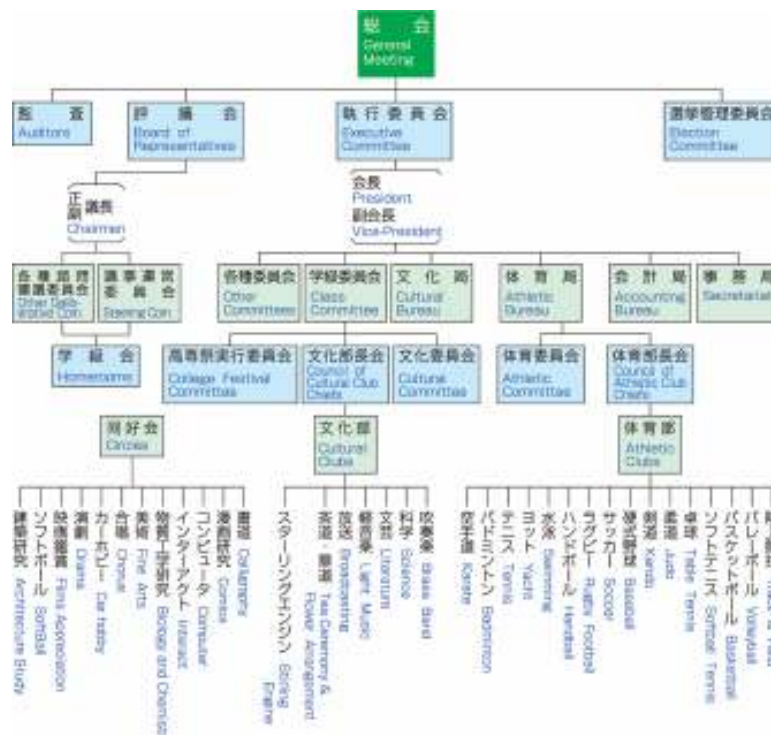 総会
General
Meeting
監査
Auditors
評議会
Board of
Representatives
執行委員会
Executive
Committee
選挙管理委員会
Election
Committee
正副 議長
Chairman
会長
President
副会長
Vice-President
議事運営
委員会
各種委員会
Other
Committees
学級委員会
Class
Committee
文化局
Cultural
Bureau
体育局
Athletic
Bureau
会計局
Accounting
Bureau
事務局
Secretariat
学級会
Homerooms
高専祭実行委員会
College Festival
Committee
文化部長会
Council of
Cultural Club
Chiefs
文化委員会
Cultural
Committee
体育委員会
Athletic
Committee
体育部長会
Council of
Athletic Club
Chiefs
同好会
Circles
文化部
Cultural
Clubs
体育部
Athletic
Clubs
建築研究 Architecture Study
ソフトボール SoftBall
映画鑑賞 Films Appreciation
演劇 Drama
カーホビー Car hobby
合唱 Chorus
美術 Fine Arts
物質工学研究 Biology and Chemistry
インターアクト Interact
コンピュータ Computer
漫画研究 Comics
書道
スターリングエンジン Stirling
Engine
茶道・華道 Tea Ceremony &
Flower Arrangement
放送 Broadcasting
軽音楽 Light Music
文芸 Literature
科学 Science
吹奏楽 Brass Band
空手道 Karate
バドミントン Badminton
テニス Tennis
ヨット Yacht
水泳 Swimming
ハンドボール Handball
ラグビー Rugby Football
サッカー Soccer
硬式野球 Baseball
剣道 Kendo
柔道 Judo
卓球 Table Tennis
ソフトテニス Softball Tennis
バスケットボール Basketball
バレーボール Volleyball